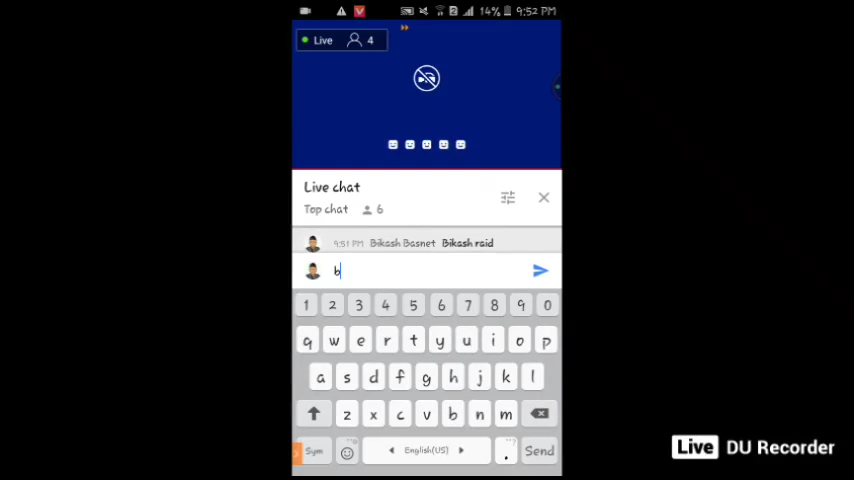 14% 9:52 PM
Live 4
Live chat
Top chat 6
9:51 PM Bikash Basnet Bikash raid
b
1 2 3 4 5 6 7 8 9 0
q w e r t y u i o p
a s d f g h j k l
z x c v b n m
Sym English(US) . Send
Live DU Recorder